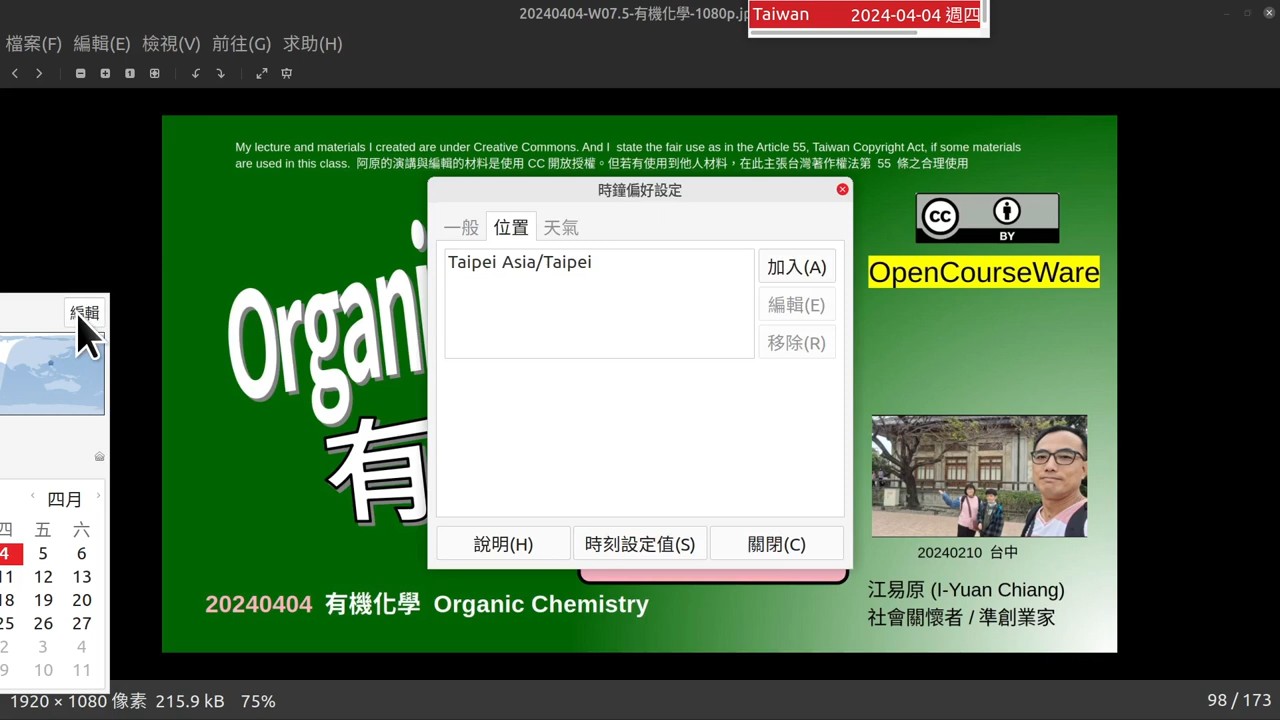 20240404-W07.5-有機化學-1080p.jp
Taiwan 2024-04-04 週四
檔案(F) 編輯(E) 檢視(V) 前往(G) 求助(H)
My lecture and materials I created are under Creative Commons. And I state the fair use as in the Article 55, Taiwan Copyright Act, if some materials
are used in this class. 阿原的演講與編輯的材料是使用 CC 開放授權。但若有使用到他人材料，在此主張台灣著作權法第 55 條之合理使用
時鐘偏好設定
一般 位置 天氣
Taipei Asia/Taipei
加入(A)
編輯(E)
移除(R)
說明(H) 時刻設定值(S) 關閉(C)
cc BY
OpenCourseWare
Organi
有
編輯
四月
四 五 六
4 5 6
11 12 13
18 19 20
25 26 27
2 3 4
9 10 11
20240210 台中
20240404 有機化學 Organic Chemistry
江易原 (I-Yuan Chiang)
社會關懷者 / 準創業家
1920 × 1080 像素 215.9 kB 75%
98 / 173